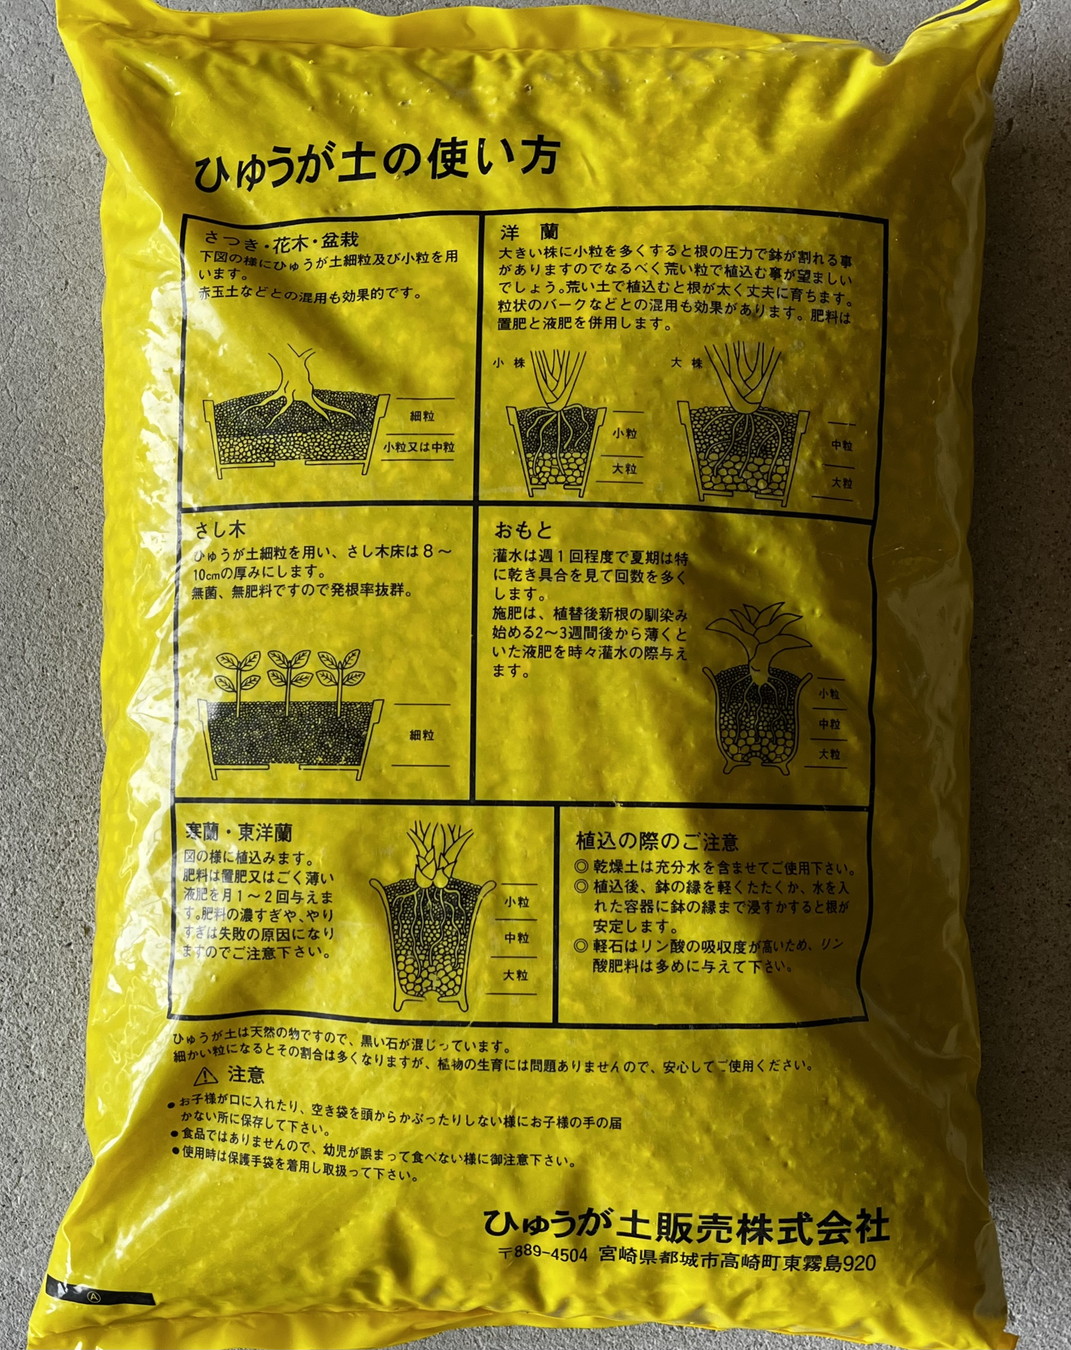 ひゅうが土の使い方
さつき・花木・盆栽
下図の様にひゅうが土細粒及び小粒を用
います。
赤玉土などとの混用も効果的です。
細粒
小粒又は中粒
洋 蘭
大きい株に小粒を多くすると根の圧力で鉢が割れる事
がありますのでなるべく荒い粒で植込む事が望ましい
でしょう。荒い土で植込むと根が太く丈夫に育ちます。
粒状のバークなどとの混用も効果があります。肥料は
置肥と液肥を併用します。
小 株
小粒
大粒
大 株
中粒
大粒
さし木
ひゅうが土細粒を用い、さし木床は8〜
10cmの厚みにします。
無菌、無肥料ですので発根率抜群。
細粒
おもと
灌水は週1回程度で夏期は特
に乾き具合を見て回数を多く
します。
施肥は、植替後新根の馴染み
始める2〜3週間後から薄くと
いた液肥を時々灌水の際与え
ます。
小粒
中粒
大粒
寒蘭・東洋蘭
図の様に植込みます。
肥料は置肥又はごく薄い
液肥を月1〜2回与えま
す。肥料の濃すぎや、やり
すぎは失敗の原因になり
ますのでご注意下さい。
小粒
中粒
大粒
植込の際のご注意
◎乾燥土は充分水を含ませてご使用下さい。
◎植込後、鉢の縁を軽くたたくか、水を入
れた容器に鉢の縁まで浸すかすると根が
安定します。
◎軽石はリン酸の吸収度が高いため、リン
酸肥料は多めに与えて下さい。
ひゅうが土は天然の物ですので、黒い石が混じっています。
細かい粒になるとその割合は多くなりますが、植物の生育には問題ありませんので、安心してご使用ください。
⚠ 注意
●お子様が口に入れたり、空き袋を頭からかぶったりしない様にお子様の手の届
かない所に保存して下さい。
●食品ではありませんので、幼児が誤まって食べない様に御注意下さい。
●使用時は保護手袋を着用し取扱って下さい。
ひゅうが土販売株式会社
〒889-4504 宮崎県都城市高崎町東霧島920
Ⓐ